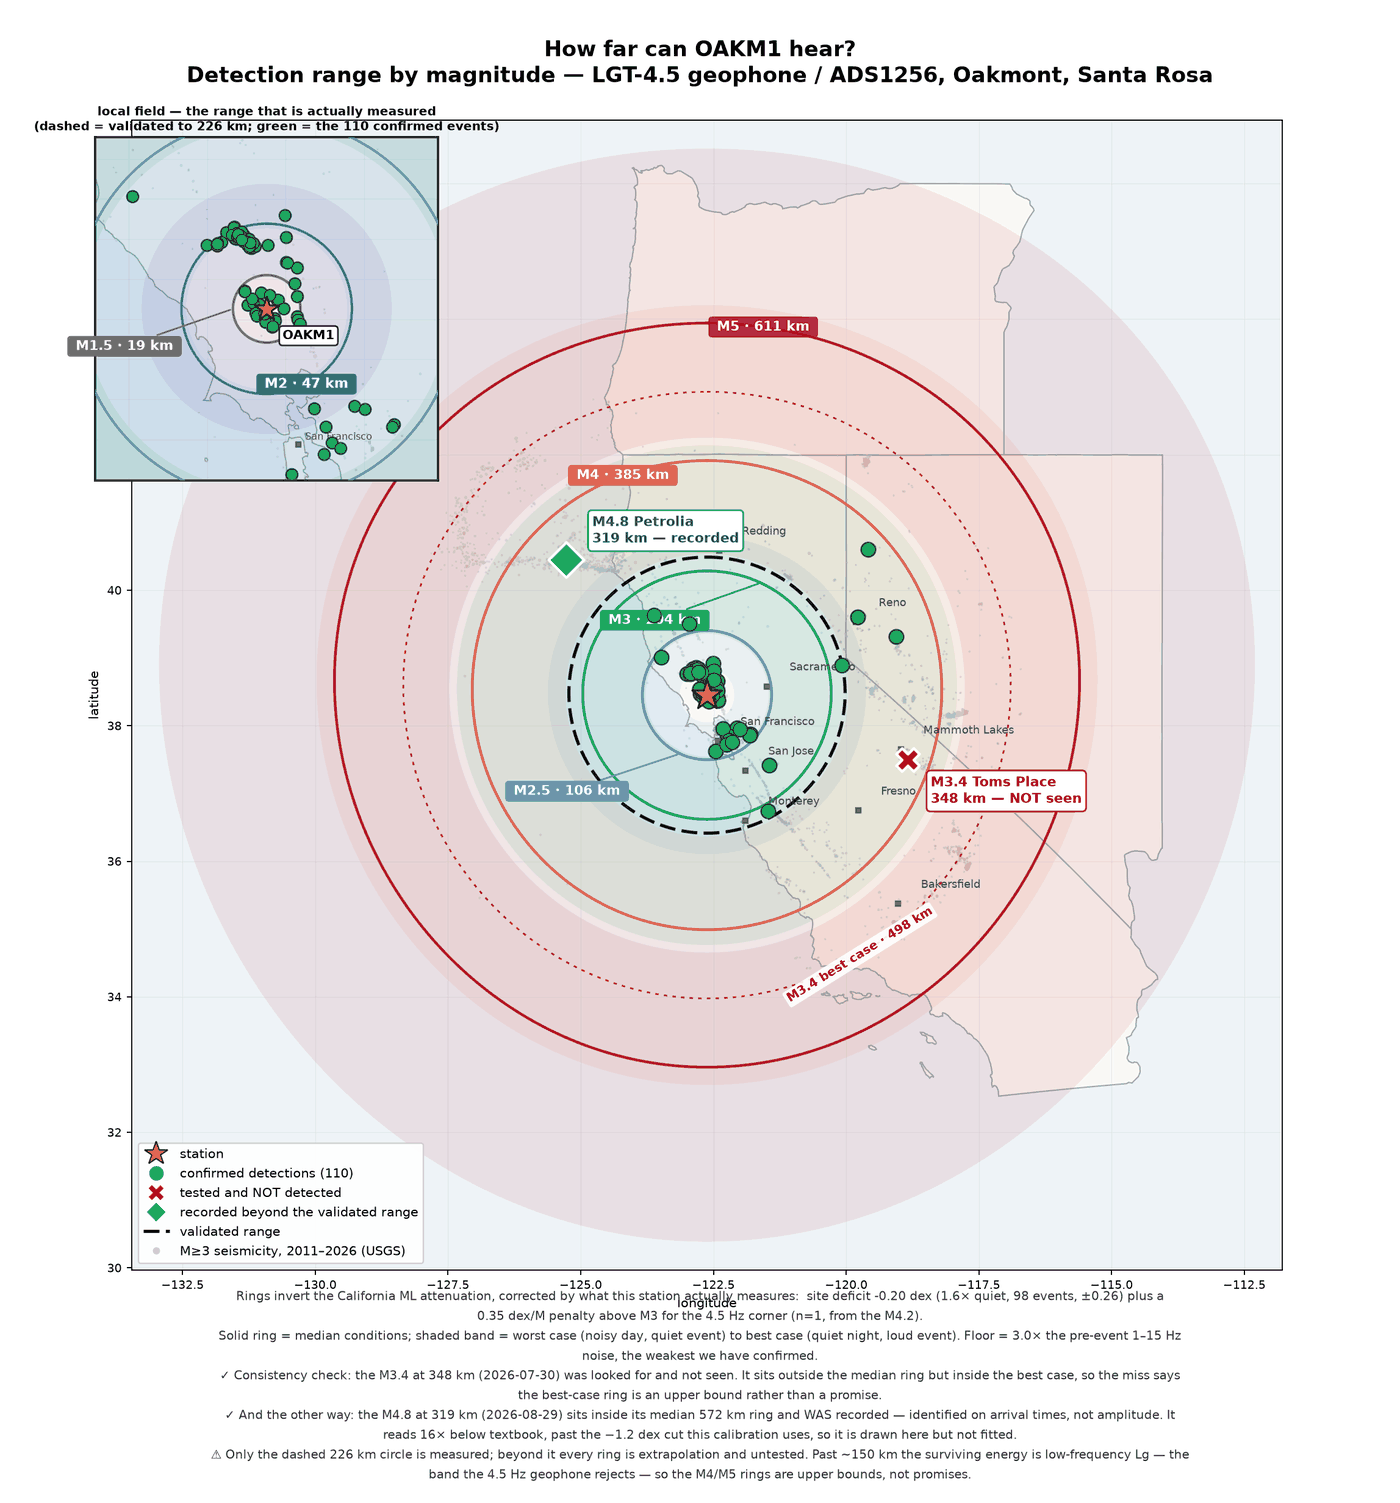 How far can OAKM1 hear?
Detection range by magnitude — LGT-4.5 geophone / ADS1256, Oakmont, Santa Rosa
local field — the range that is actually measured
(dashed = validated to 226 km; green = the 110 confirmed events)
M1.5 · 19 km
OAKM1
M2 · 47 km
San Francisco
M5 · 611 km
M4 · 385 km
M4.8 Petrolia
319 km — recorded
Redding
M3 ·
Reno
Sacramento
San Francisco
Mammoth Lakes
San Jose
M2.5 · 106 km
M3.4 Toms Place
348 km — NOT seen
Fresno
Monterey
Bakersfield
M3.4 best case · 498 km
latitude
40
38
36
34
32
30
station
confirmed detections (110)
tested and NOT detected
recorded beyond the validated range
validated range
M≥3 seismicity, 2011–2026 (USGS)
−132.5
−130.0
−127.5
−125.0
−122.5
−120.0
−117.5
−115.0
−112.5
longitude
Rings invert the California ML attenuation, corrected by what this station actually measures:  site deficit -0.20 dex (1.6× quiet, 98 events, ±0.26) plus a
0.35 dex/M penalty above M3 for the 4.5 Hz corner (n=1, from the M4.2).
Solid ring = median conditions; shaded band = worst case (noisy day, quiet event) to best case (quiet night, loud event). Floor = 3.0× the pre-event 1–15 Hz
noise, the weakest we have confirmed.
✓ Consistency check: the M3.4 at 348 km (2026-07-30) was looked for and not seen. It sits outside the median ring but inside the best case, so the miss says
the best-case ring is an upper bound rather than a promise.
✓ And the other way: the M4.8 at 319 km (2026-08-29) sits inside its median 572 km ring and WAS recorded — identified on arrival times, not amplitude. It
reads 16× below textbook, past the −1.2 dex cut this calibration uses, so it is drawn here but not fitted.
⚠ Only the dashed 226 km circle is measured; beyond it every ring is extrapolation and untested. Past ~150 km the surviving energy is low-frequency Lg — the
band the 4.5 Hz geophone rejects — so the M4/M5 rings are upper bounds, not promises.